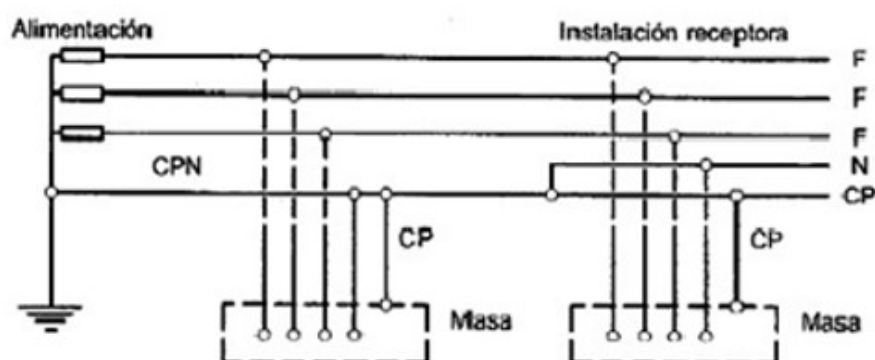 Alimentación
Instalación receptora
F
F
F
N
CPN
CP
CP
CP
Masa
Masa